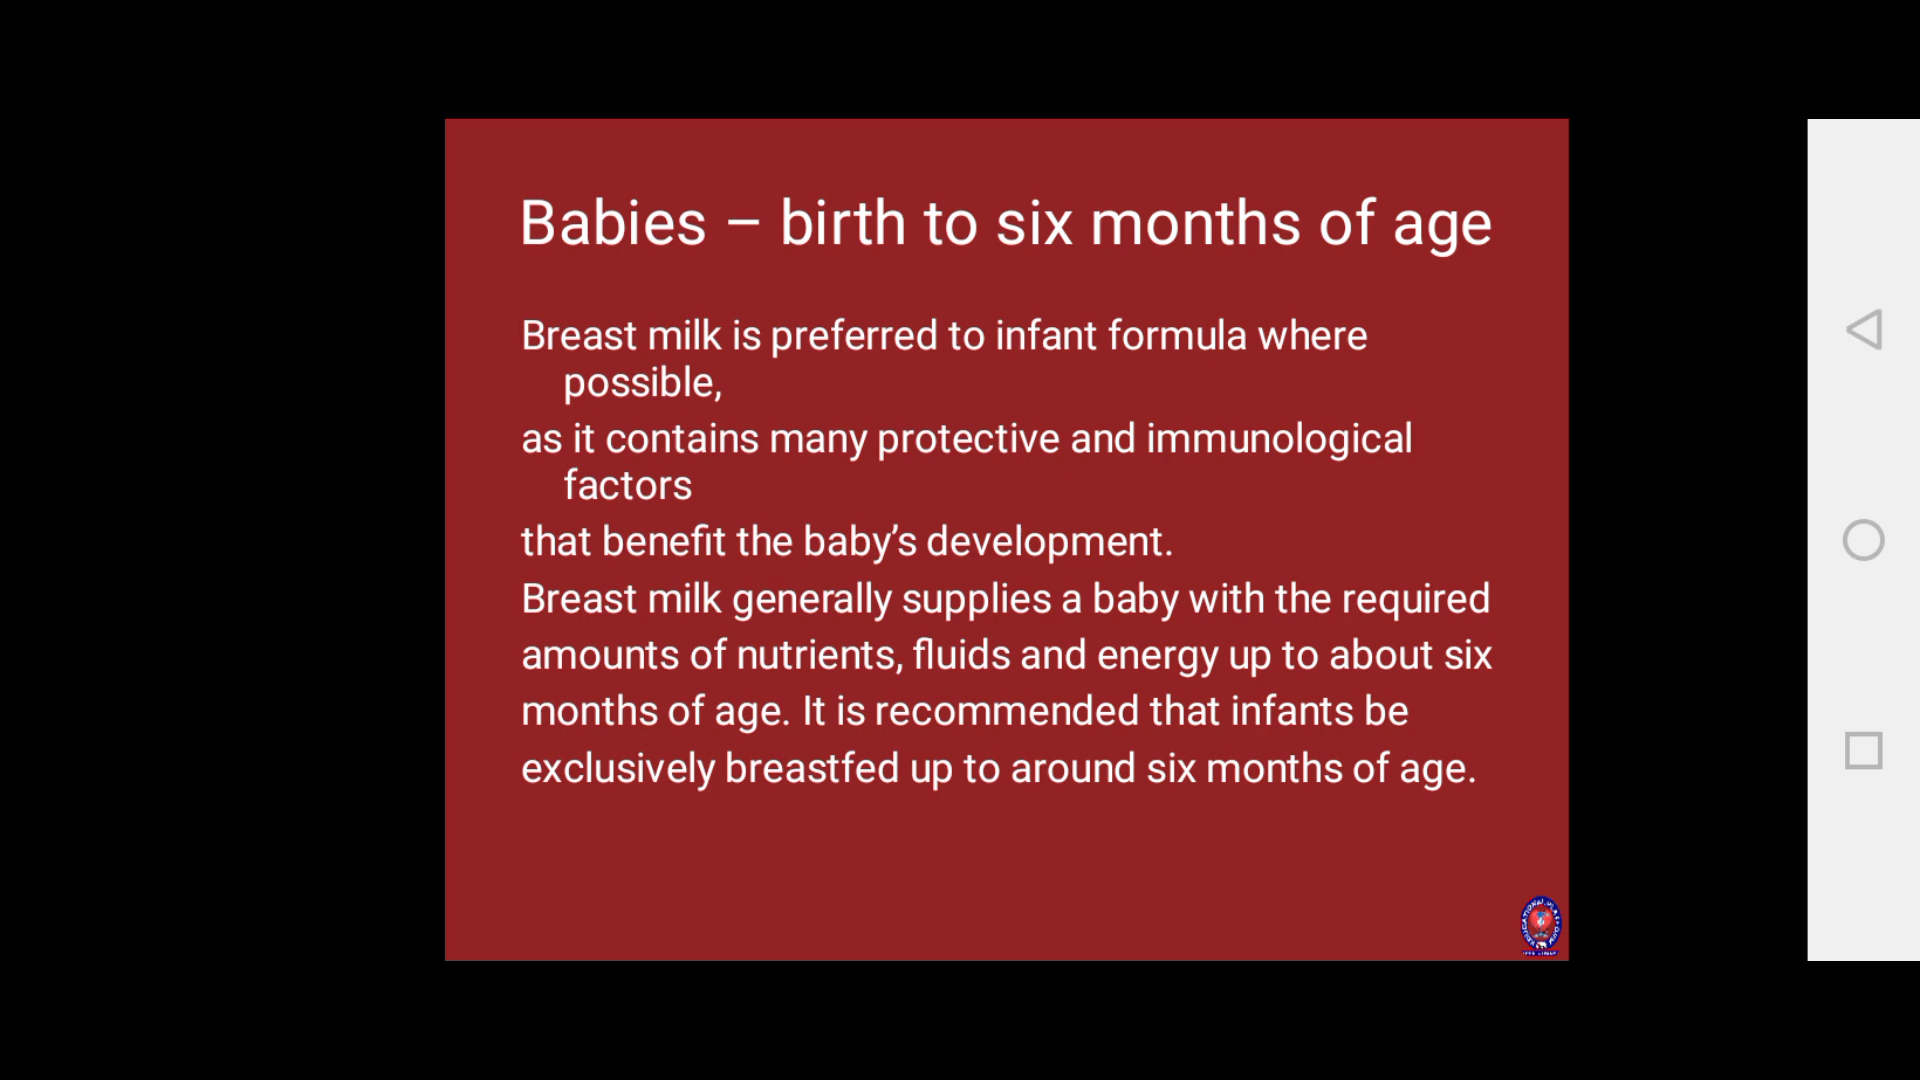 Babies – birth to six months of age
Breast milk is preferred to infant formula where
possible,
as it contains many protective and immunological
factors
that benefit the baby’s development.
Breast milk generally supplies a baby with the required
amounts of nutrients, fluids and energy up to about six
months of age. It is recommended that infants be
exclusively breastfed up to around six months of age.